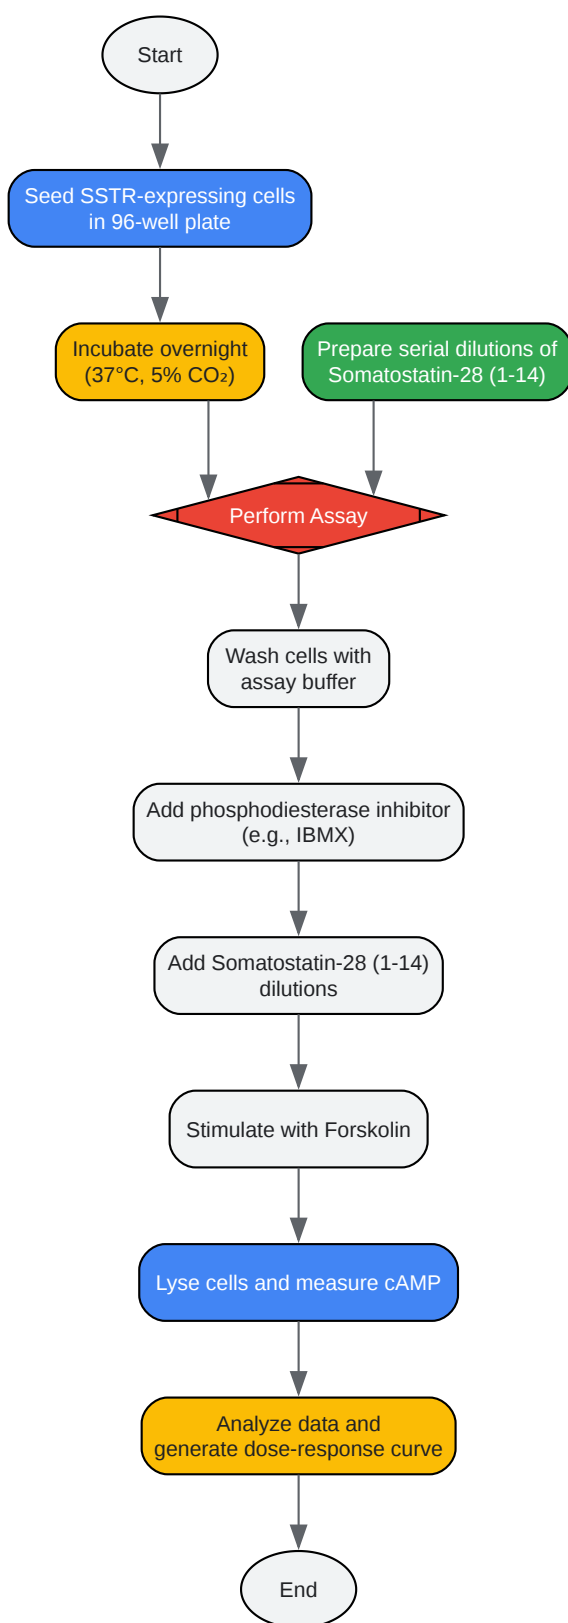 Start
Seed SSTR-expressing cells
in 96-well plate
Incubate overnight
(37°C, 5% CO₂)
Prepare serial dilutions of
Somatostatin-28 (1-14)
Perform Assay
Wash cells with
assay buffer
Add phosphodiesterase inhibitor
(e.g., IBMX)
Add Somatostatin-28 (1-14)
dilutions
Stimulate with Forskolin
Lyse cells and measure cAMP
Analyze data and
generate dose-response curve
End